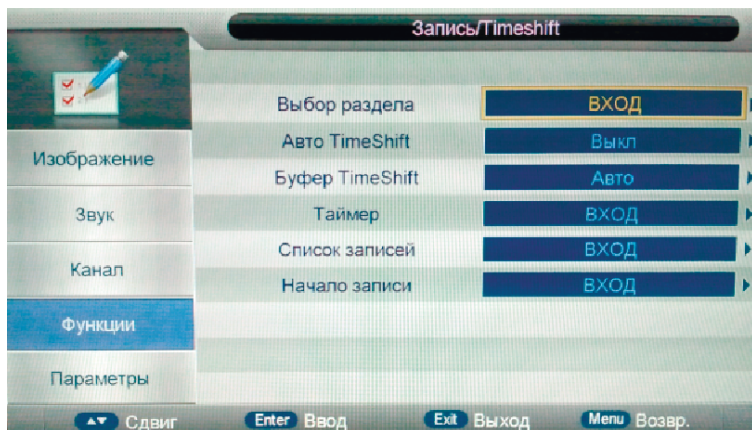 Запись/Timeshift
Выбор раздела ВХОД
Авто TimeShift Выкл
Буфер TimeShift Авто
Таймер ВХОД
Список записей ВХОД
Начало записи ВХОД
Изображение
Звук
Канал
Функции
Параметры
Сдвиг Enter Ввод Exit Выход Menu Возвр.